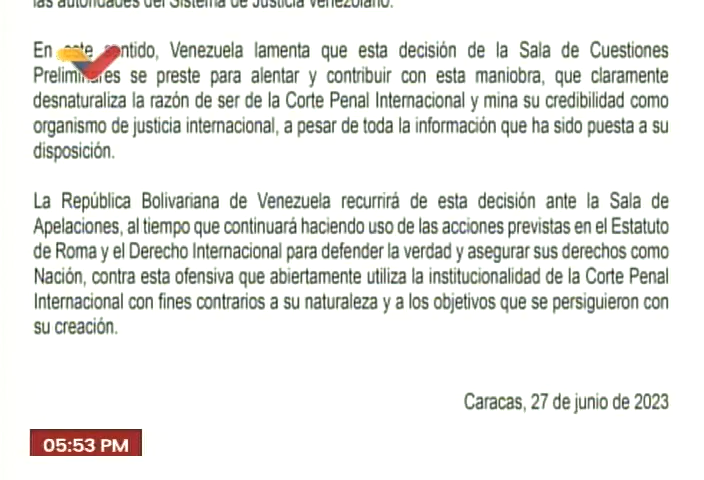 las autoridades del Sistema de Justicia venezolano.
En este sentido, Venezuela lamenta que esta decisión de la Sala de Cuestiones
Preliminares se preste para alentar y contribuir con esta maniobra, que claramente
desnaturaliza la razón de ser de la Corte Penal Internacional y mina su credibilidad como
organismo de justicia internacional, a pesar de toda la información que ha sido puesta a su
disposición.
La República Bolivariana de Venezuela recurrirá de esta decisión ante la Sala de
Apelaciones, al tiempo que continuará haciendo uso de las acciones previstas en el Estatuto
de Roma y el Derecho Internacional para defender la verdad y asegurar sus derechos como
Nación, contra esta ofensiva que abiertamente utiliza la institucionalidad de la Corte Penal
Internacional con fines contrarios a su naturaleza y a los objetivos que se persiguieron con
su creación.
Caracas, 27 de junio de 2023
05:53 PM